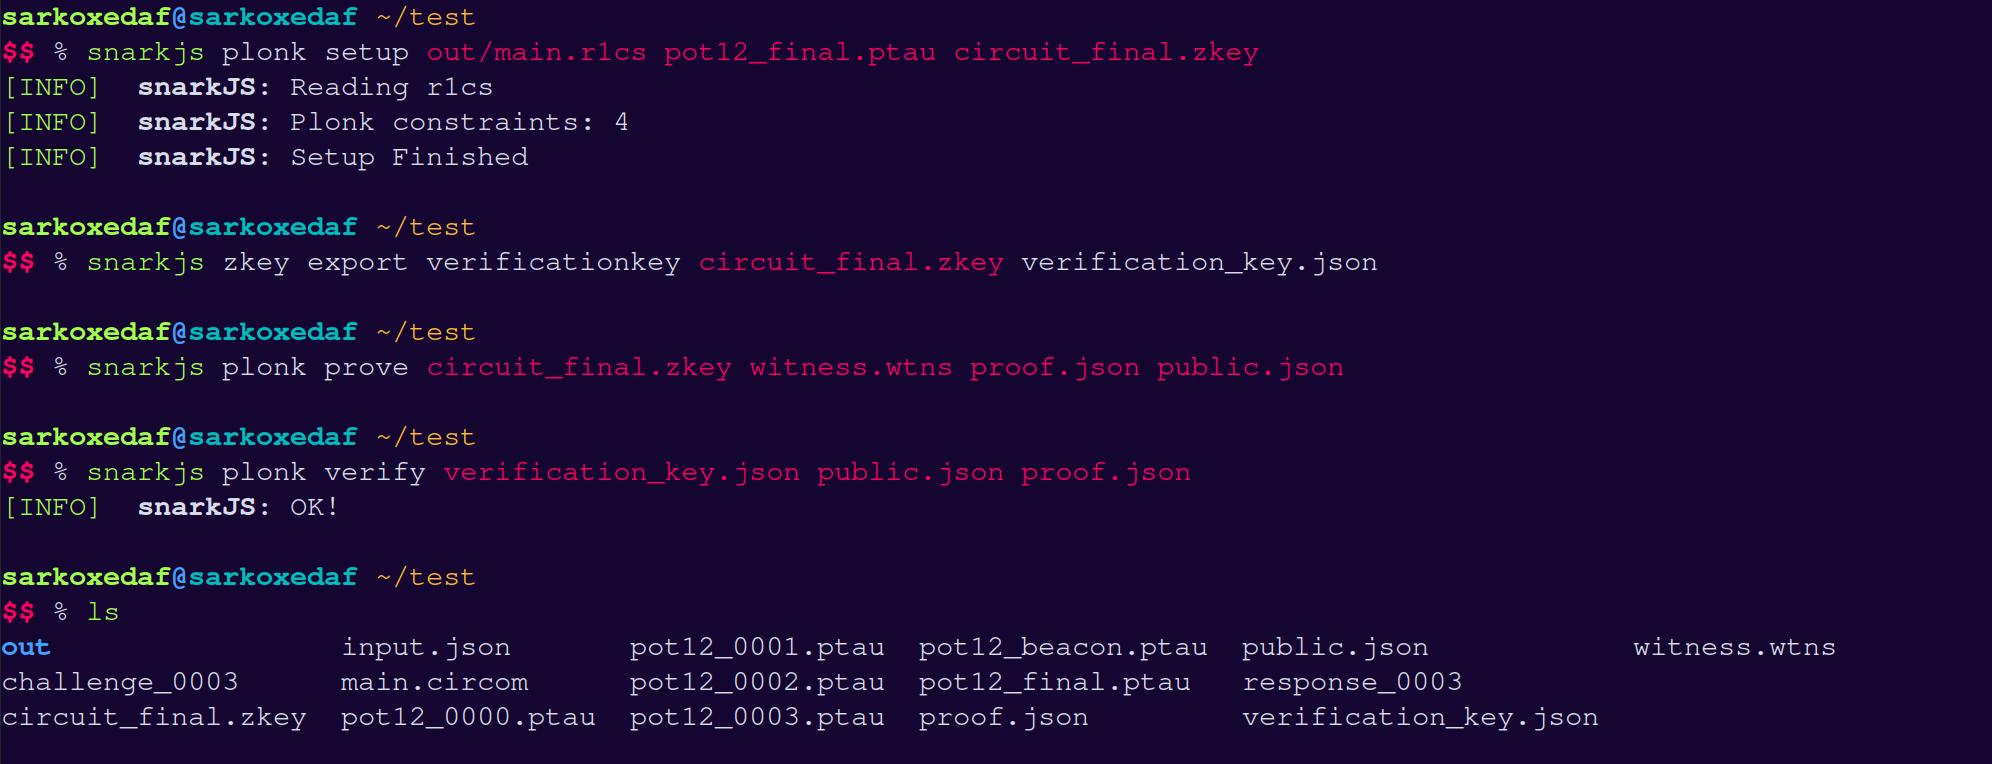 sarkoxedaf@sarkoxedaf ~/test
$$ % snarkjs plonk setup out/main.r1cs pot12_final.ptau circuit_final.zkey
[INFO]  snarkJS: Reading r1cs
[INFO]  snarkJS: Plonk constraints: 4
[INFO]  snarkJS: Setup Finished
sarkoxedaf@sarkoxedaf ~/test
$$ % snarkjs zkey export verificationkey circuit_final.zkey verification_key.json
sarkoxedaf@sarkoxedaf ~/test
$$ % snarkjs plonk prove circuit_final.zkey witness.wtns proof.json public.json
sarkoxedaf@sarkoxedaf ~/test
$$ % snarkjs plonk verify verification_key.json public.json proof.json
[INFO]  snarkJS: OK!
sarkoxedaf@sarkoxedaf ~/test
$$ % ls
out                 input.json       pot12_0001.ptau  pot12_beacon.ptau  public.json            witness.wtns
challenge_0003      main.circom      pot12_0002.ptau  pot12_final.ptau   response_0003
circuit_final.zkey  pot12_0000.ptau  pot12_0003.ptau  proof.json         verification_key.json